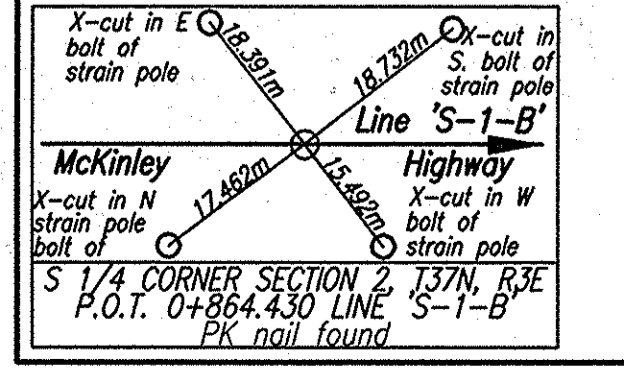 X-cut in E
bolt of
strain pole
18.391m
18.732m
X-cut in
S. bolt of
strain pole
Line 'S-1-B'
McKinley Highway
X-cut in N
strain pole
bolt of
17.462m
15.492m
X-cut in W
bolt of
strain pole
S 1/4 CORNER SECTION 2, T37N, R3E
P.O.T. 0+864.430 LINE 'S-1-B'
PK nail found